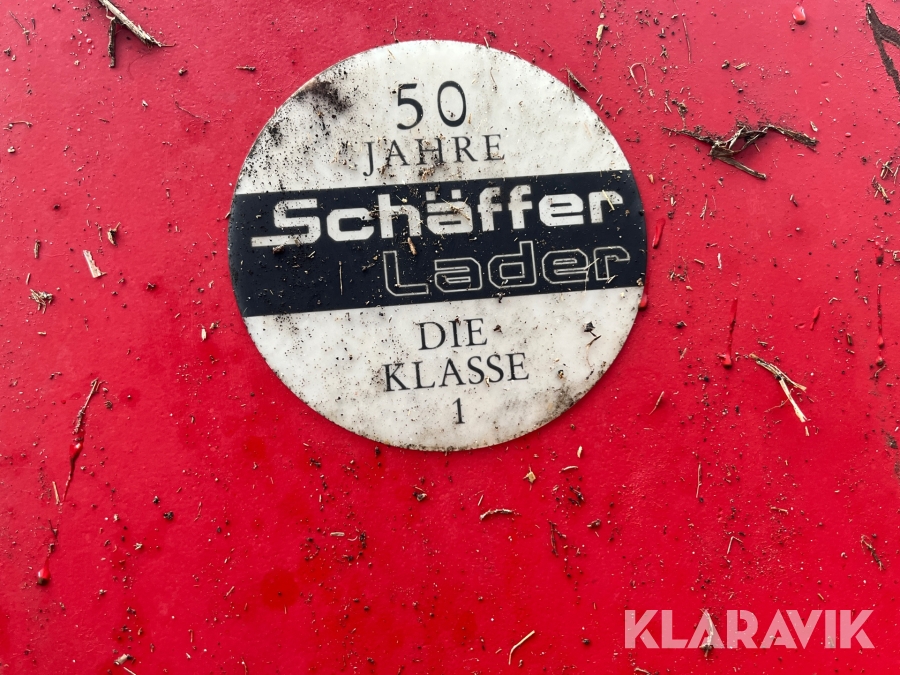 50
JAHRE
Schäffer
Lader
DIE
KLASSE
1
KLARAVIK